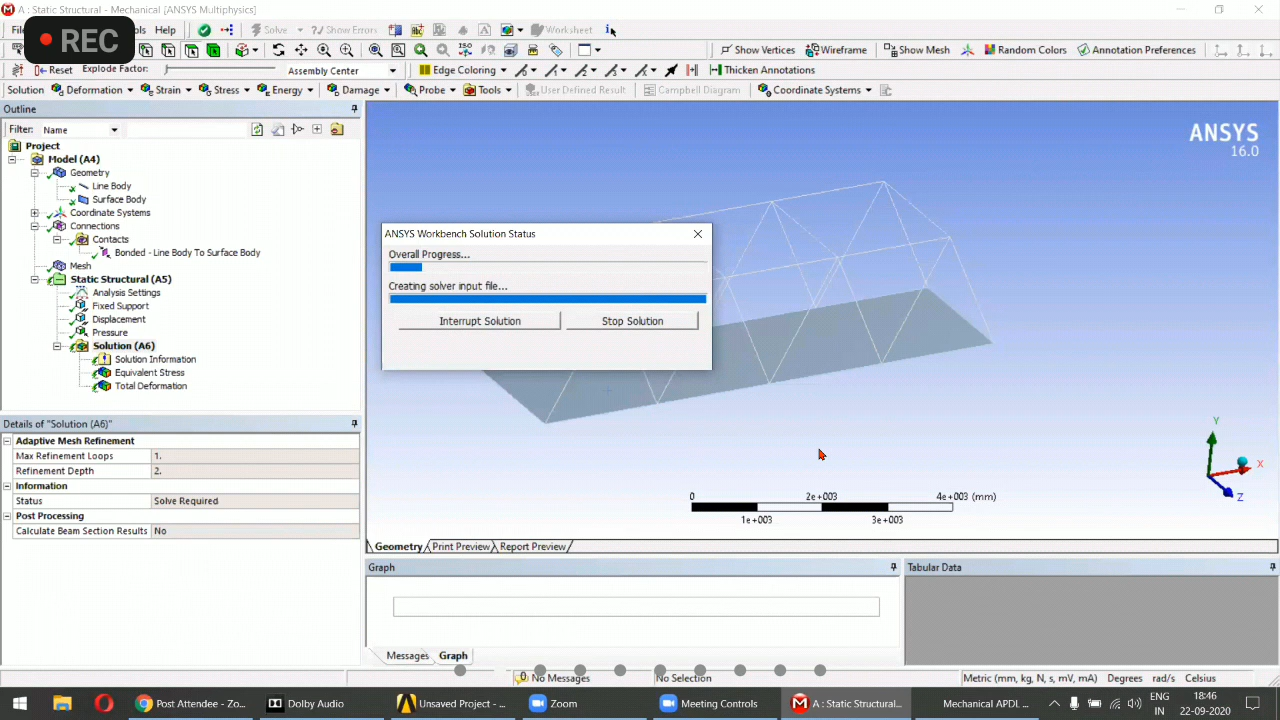 A : Static Structural - Mechanical [ANSYS Multiphysics]
Help Solve Show Errors Worksheet
REC
Show Vertices Wireframe Show Mesh Random Colors Annotation Preferences
Reset Explode Factor: Assembly Center Edge Coloring Thicken Annotations
Solution Deformation Strain Stress Energy Damage Probe Tools User Defined Result Campbell Diagram Coordinate Systems
Outline
Filter: Name
Project
Model (A4)
Geometry
Line Body
Surface Body
Coordinate Systems
Connections
Contacts
Bonded - Line Body To Surface Body
Mesh
Static Structural (A5)
Analysis Settings
Fixed Support
Displacement
Pressure
Solution (A6)
Solution Information
Equivalent Stress
Total Deformation
ANSYS
16.0
ANSYS Workbench Solution Status
Overall Progress...
Creating solver input file...
Interrupt Solution Stop Solution
Details of "Solution (A6)"
Adaptive Mesh Refinement
Max Refinement Loops 1.
Refinement Depth 2.
Information
Status Solve Required
Post Processing
Calculate Beam Section Results No
Y
X
Z
0 2e+003 4e+003 (mm)
1e+003 3e+003
Geometry Print Preview Report Preview
Graph Tabular Data
Messages Graph
0 No Messages No Selection Metric (mm, kg, N, s, mV, mA) Degrees rad/s Celsius
Post Attendee - Zo... Dolby Audio Unsaved Project - ... Zoom Meeting Controls A : Static Structural... Mechanical APDL ... ENG 18:46
IN 22-09-2020